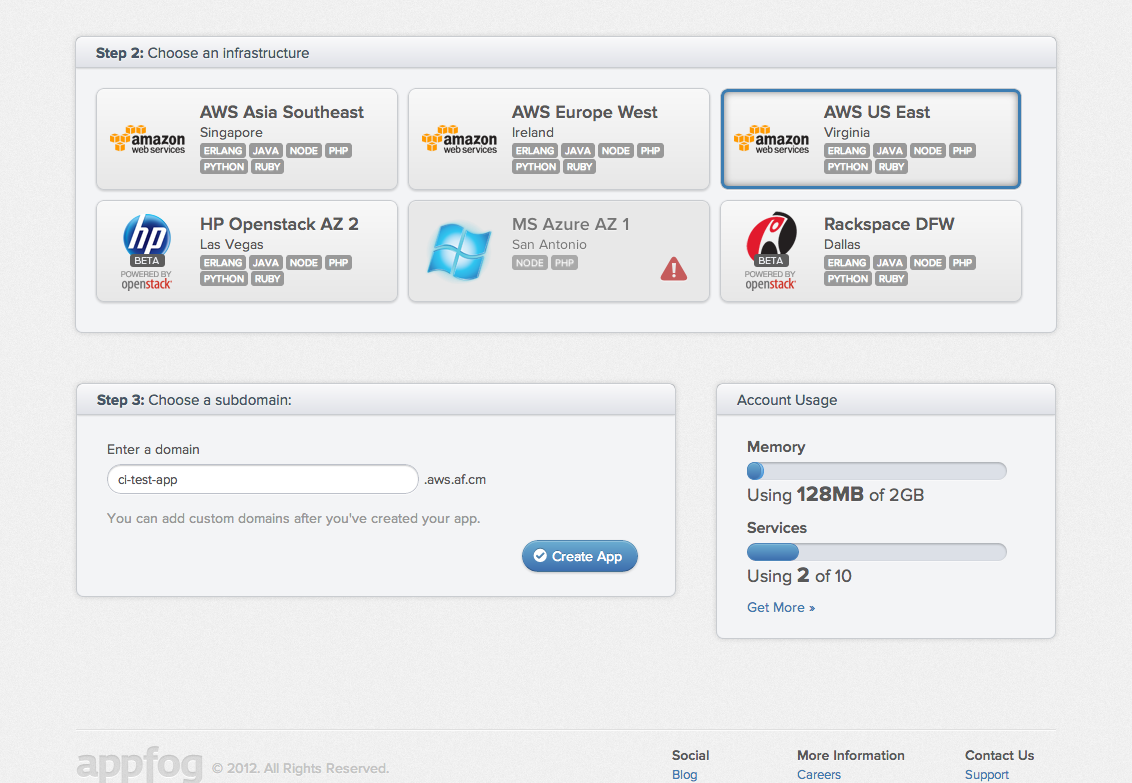 Step 2: Choose an infrastructure
AWS Asia Southeast
Singapore
ERLANG JAVA NODE PHP
PYTHON RUBY
amazon
web services
AWS Europe West
Ireland
ERLANG JAVA NODE PHP
PYTHON RUBY
amazon
web services
AWS US East
Virginia
ERLANG JAVA NODE PHP
PYTHON RUBY
amazon
web services
HP Openstack AZ 2
Las Vegas
ERLANG JAVA NODE PHP
PYTHON RUBY
hp
BETA
POWERED BY
openstack
MS Azure AZ 1
San Antonio
NODE PHP
Rackspace DFW
Dallas
ERLANG JAVA NODE PHP
PYTHON RUBY
BETA
POWERED BY
openstack
Step 3: Choose a subdomain:
Enter a domain
ci-test-app .aws.af.cm
You can add custom domains after you've created your app.
Create App
Account Usage
Memory
Using 128MB of 2GB
Services
Using 2 of 10
Get More »
appfog © 2012. All Rights Reserved.
Social
Blog
More Information
Careers
Contact Us
Support